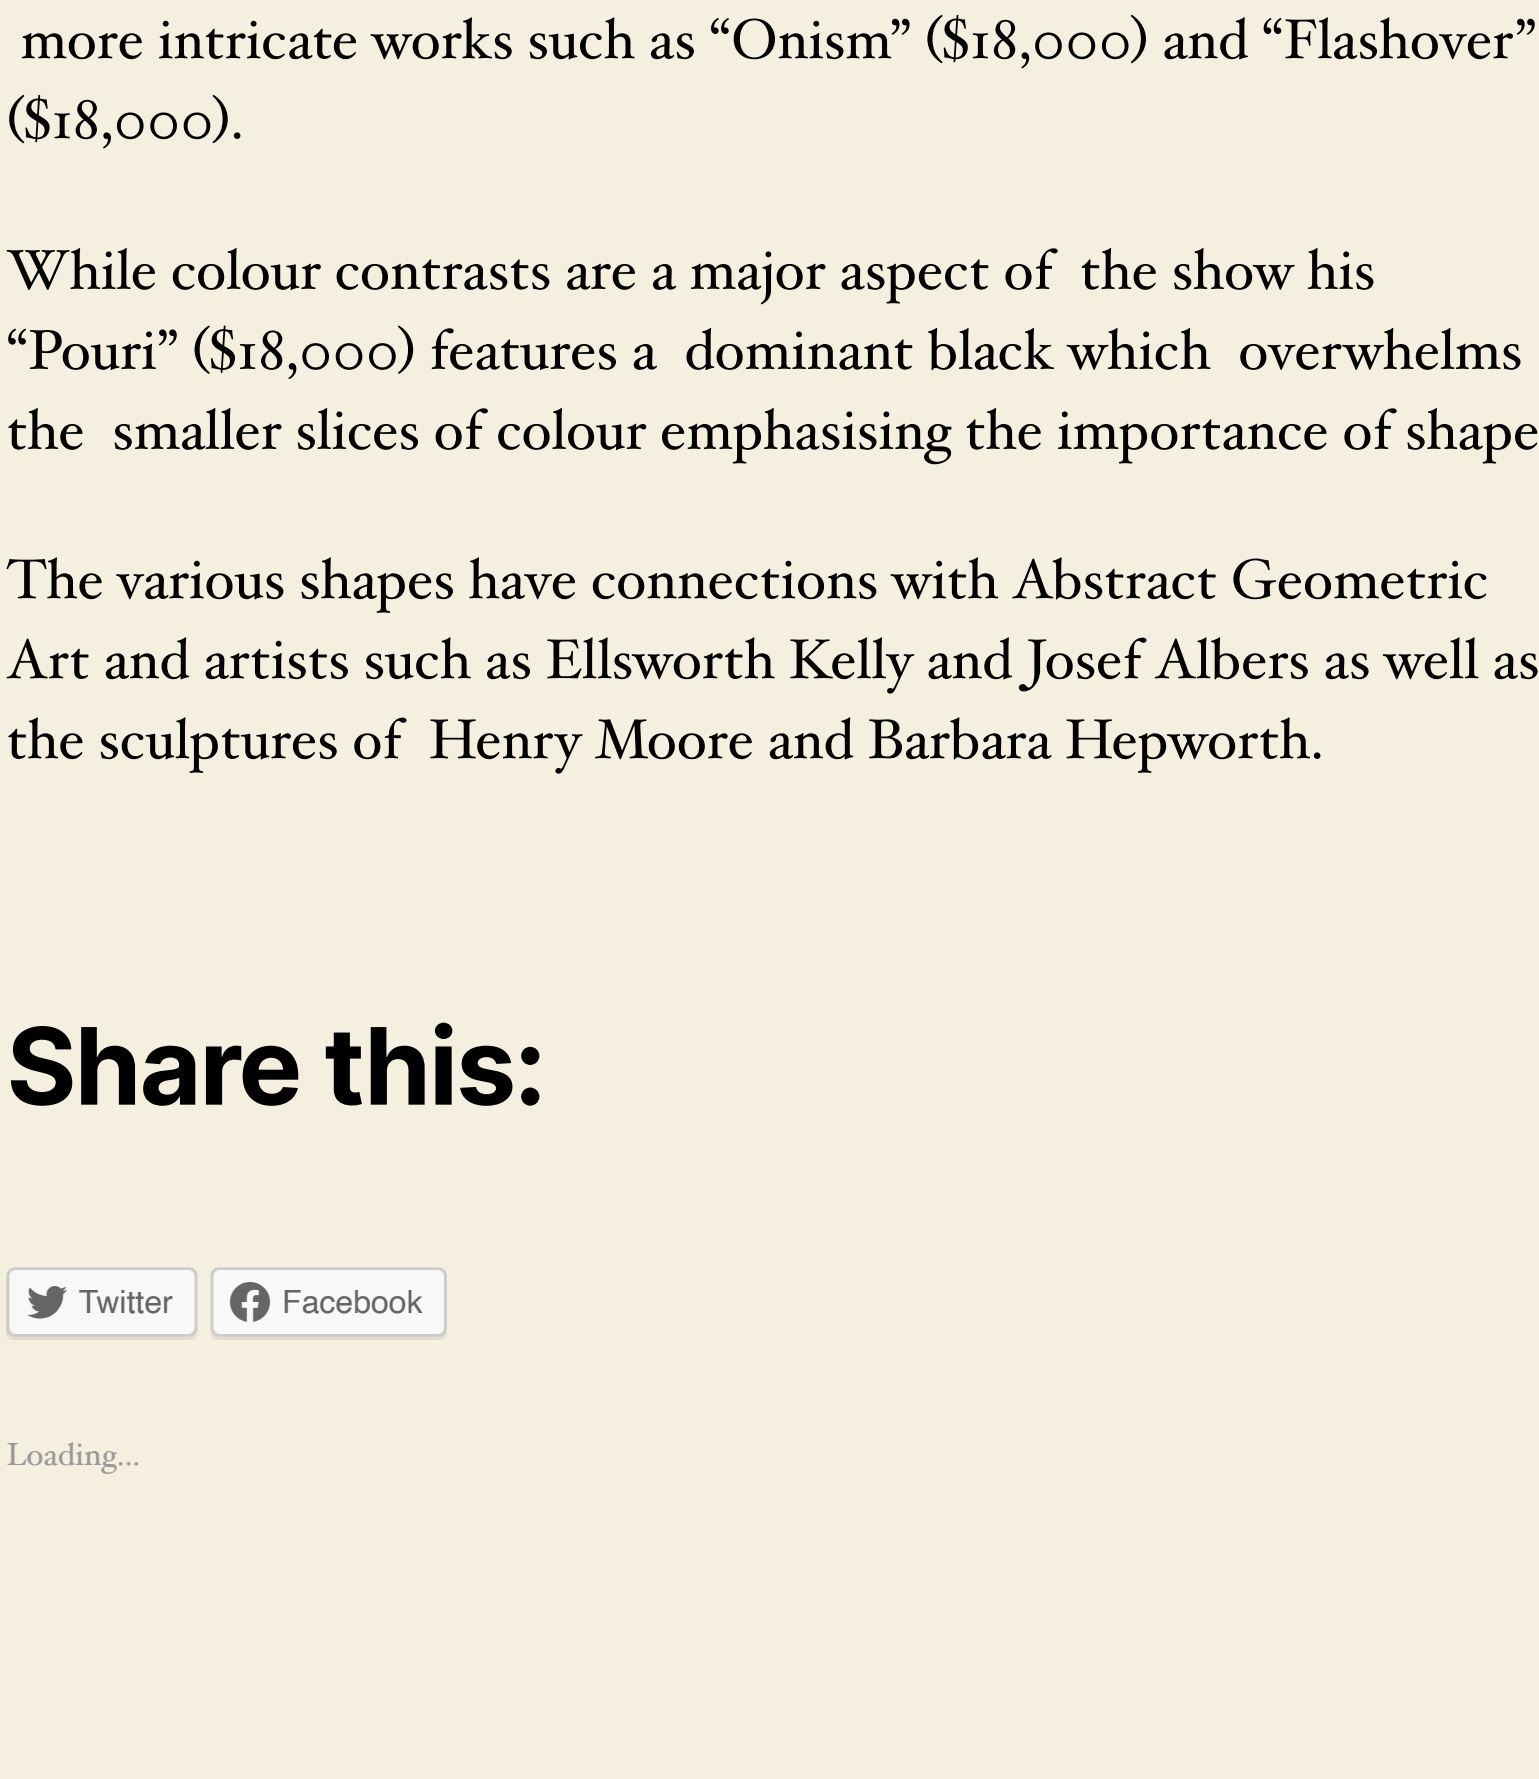 more intricate works such as “Onism” ($18,000) and “Flashover”
($18,000).
While colour contrasts are a major aspect of  the show his
“Pouri” ($18,000) features a  dominant black which  overwhelms
the  smaller slices of colour emphasising the importance of shape
The various shapes have connections with Abstract Geometric
Art and artists such as Ellsworth Kelly and Josef Albers as well as
the sculptures of  Henry Moore and Barbara Hepworth.
Share this:
Twitter Facebook
Loading...